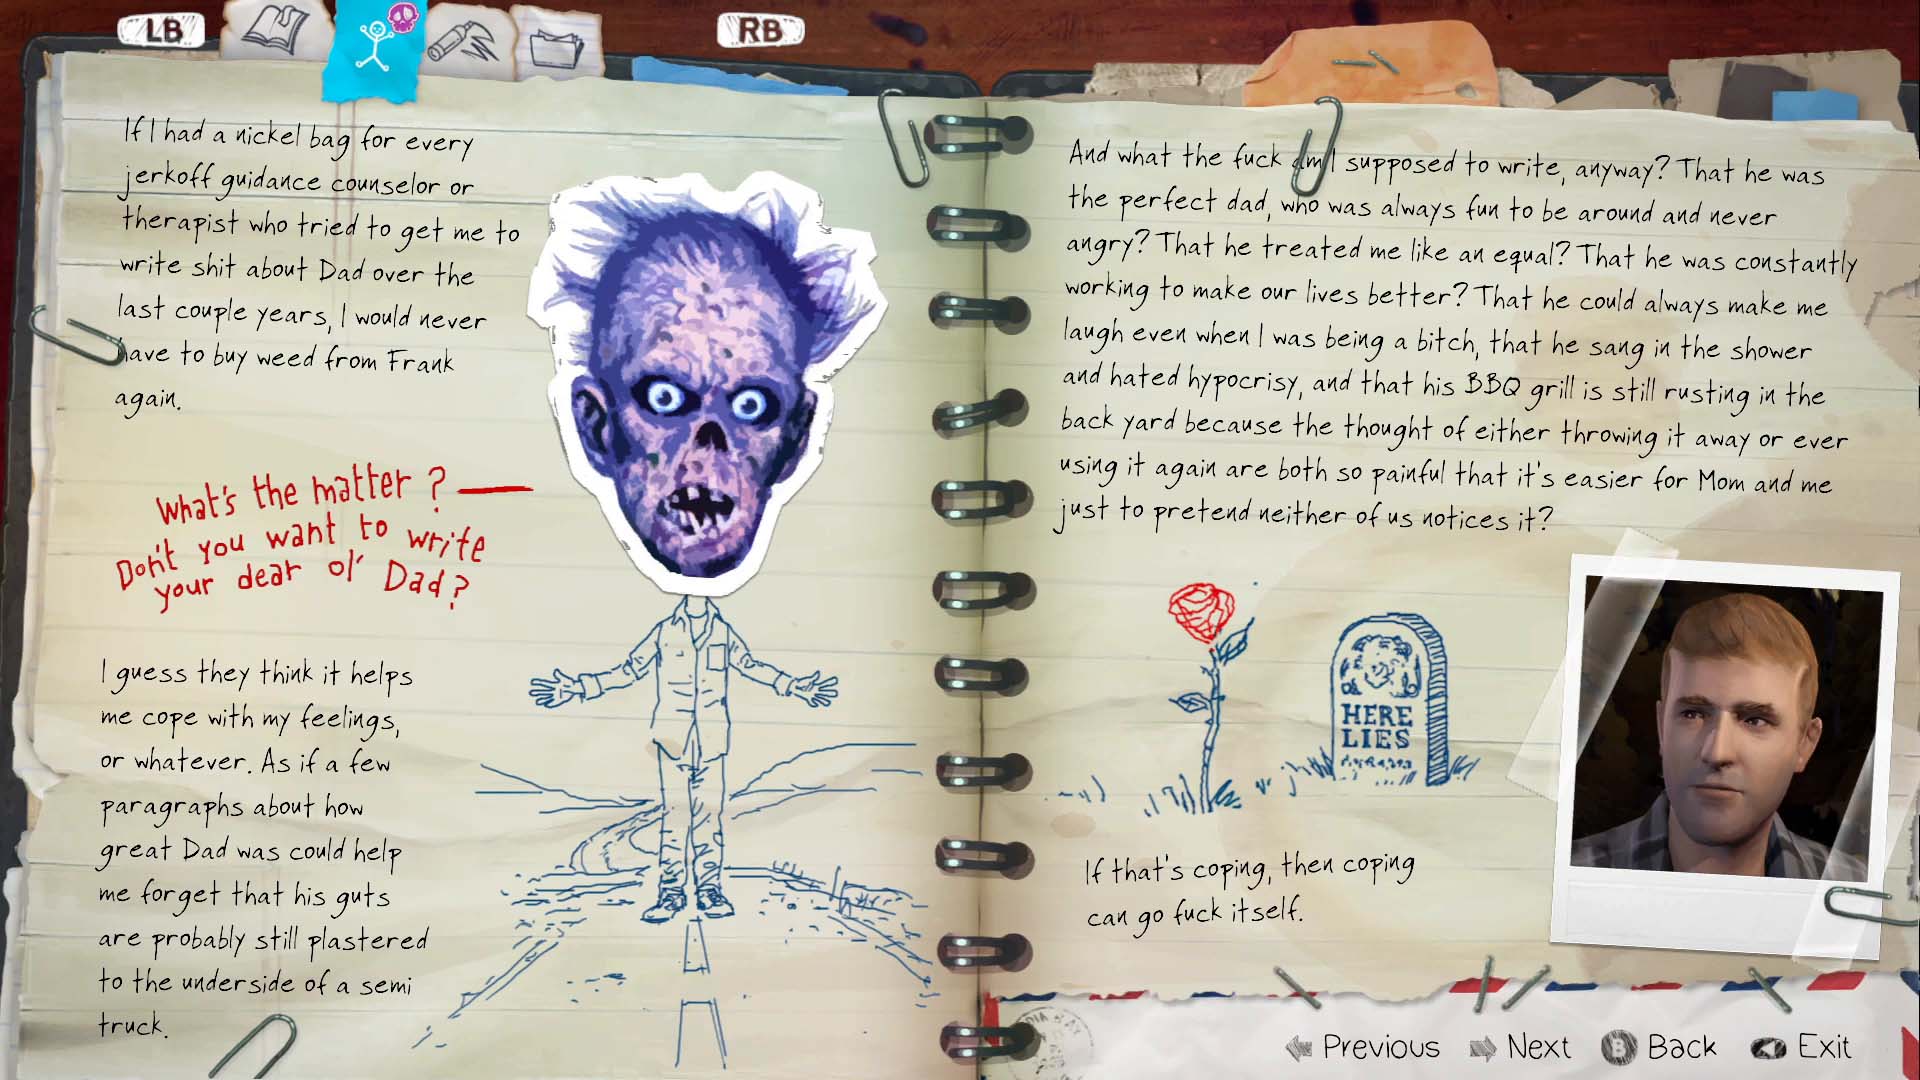 LB
RB
If I had a nickel bag for every
jerkoff guidance counselor or
therapist who tried to get me to
write shit about Dad over the
last couple years, I would never
have to buy weed from Frank
again.
What's the matter?
Don't you want to write
your dear ol' Dad?
I guess they think it helps
me cope with my feelings,
or whatever. As if a few
paragraphs about how
great Dad was could help
me forget that his guts
are probably still plastered
to the underside of a semi
truck.
And what the fuck am I supposed to write, anyway? That he was
the perfect dad, who was always fun to be around and never
angry? That he treated me like an equal? That he was constantly
working to make our lives better? That he could always make me
laugh even when I was being a bitch, that he sang in the shower
and hated hypocrisy, and that his BBQ grill is still rusting in the
back yard because the thought of either throwing it away or ever
using it again are both so painful that it's easier for Mom and me
just to pretend neither of us notices it?
HERE
LIES
If that's coping, then coping
can go fuck itself.
Previous
Next
B
Back
Exit